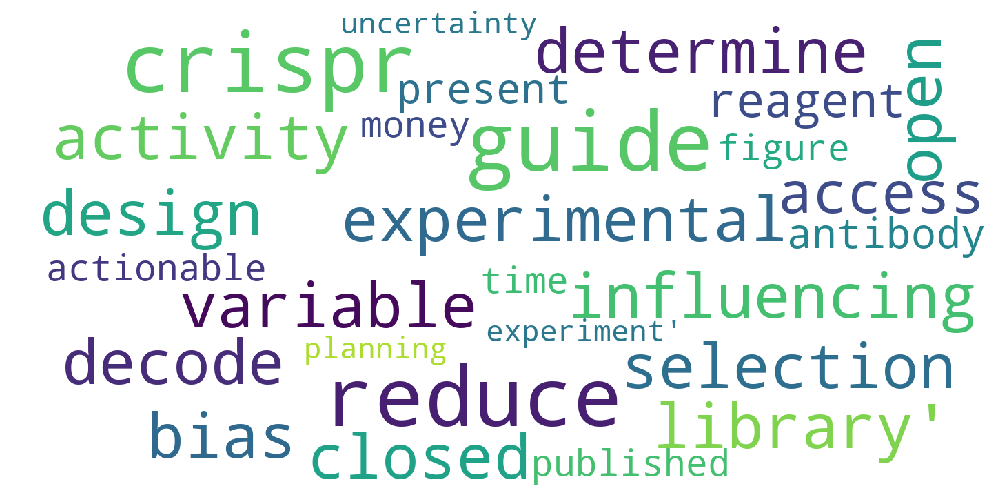 uncertainty
crispr
determine
open
present
reagent
activity
money
guide
figure
design
experimental
access
antibody
actionable
time
influencing
variable
experiment'
decode
planning
selection
reduce
library'
bias
closed
published